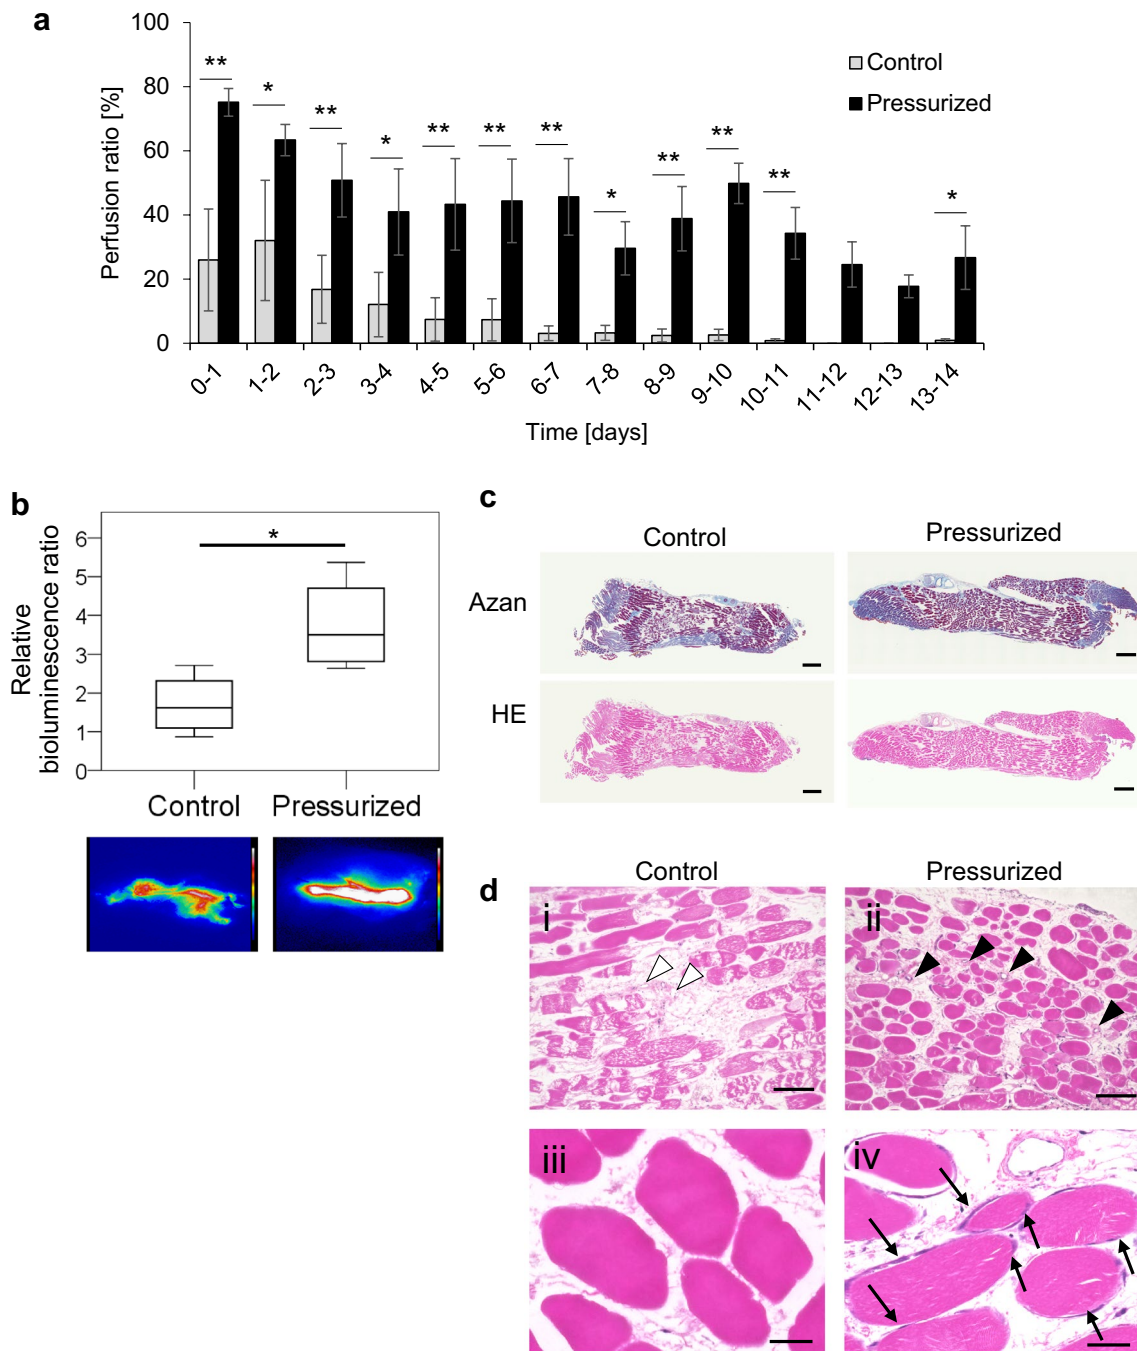 a
Perfusion ratio [%]
100
80
60
40
20
0
** * ** * ** ** ** * ** ** ** *
Control
Pressurized
0-1 1-2 2-3 3-4 4-5 5-6 6-7 7-8 8-9 9-10 10-11 11-12 12-13 13-14
Time [days]
b
Relative
bioluminescence ratio
6
5
4
3
2
1
0
*
Control Pressurized
c
Control Pressurized
Azan
HE
d
Control Pressurized
i ii
iii iv